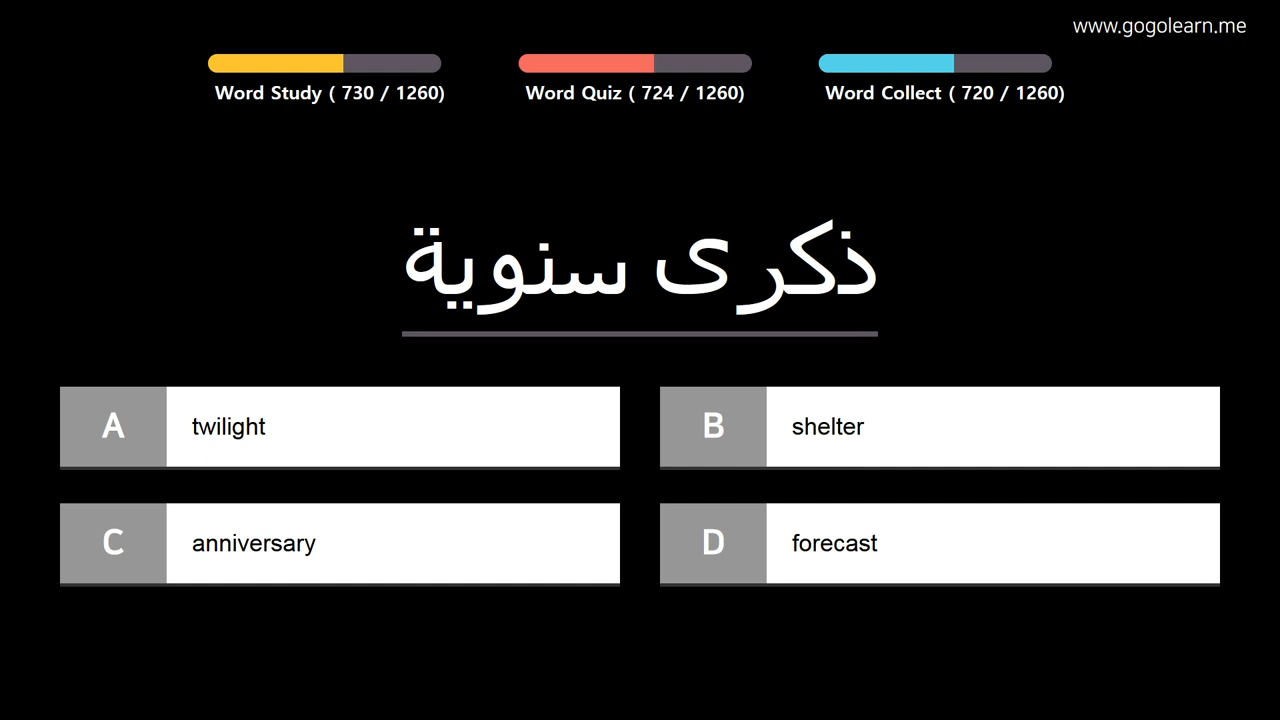 www.gogolearn.me
Word Study ( 730 / 1260)
Word Quiz ( 724 / 1260)
Word Collect ( 720 / 1260)
ذكرى سنوية
A twilight
B shelter
C anniversary
D forecast